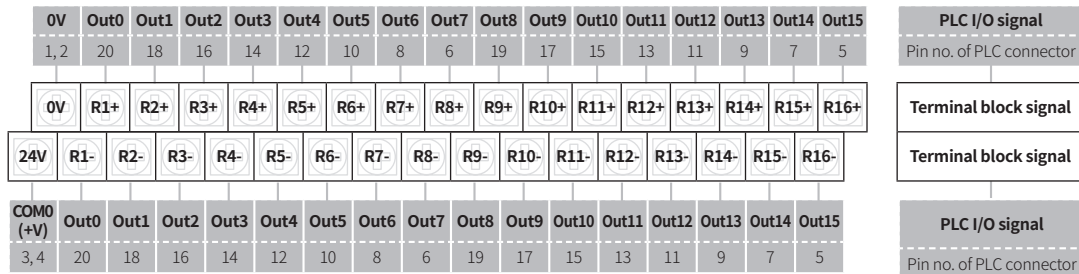 0V Out0 Out1 Out2 Out3 Out4 Out5 Out6 Out7 Out8 Out9 Out10 Out11 Out12 Out13 Out14 Out15 PLC I/O signal
1, 2 20 18 16 14 12 10 8 6 19 17 15 13 11 9 7 5 Pin no. of PLC connector
0V R1+ R2+ R3+ R4+ R5+ R6+ R7+ R8+ R9+ R10+ R11+ R12+ R13+ R14+ R15+ R16+ Terminal block signal
24V R1- R2- R3- R4- R5- R6- R7- R8- R9- R10- R11- R12- R13- R14- R15- R16- Terminal block signal
COM0
(+V) Out0 Out1 Out2 Out3 Out4 Out5 Out6 Out7 Out8 Out9 Out10 Out11 Out12 Out13 Out14 Out15 PLC I/O signal
3, 4 20 18 16 14 12 10 8 6 19 17 15 13 11 9 7 5 Pin no. of PLC connector